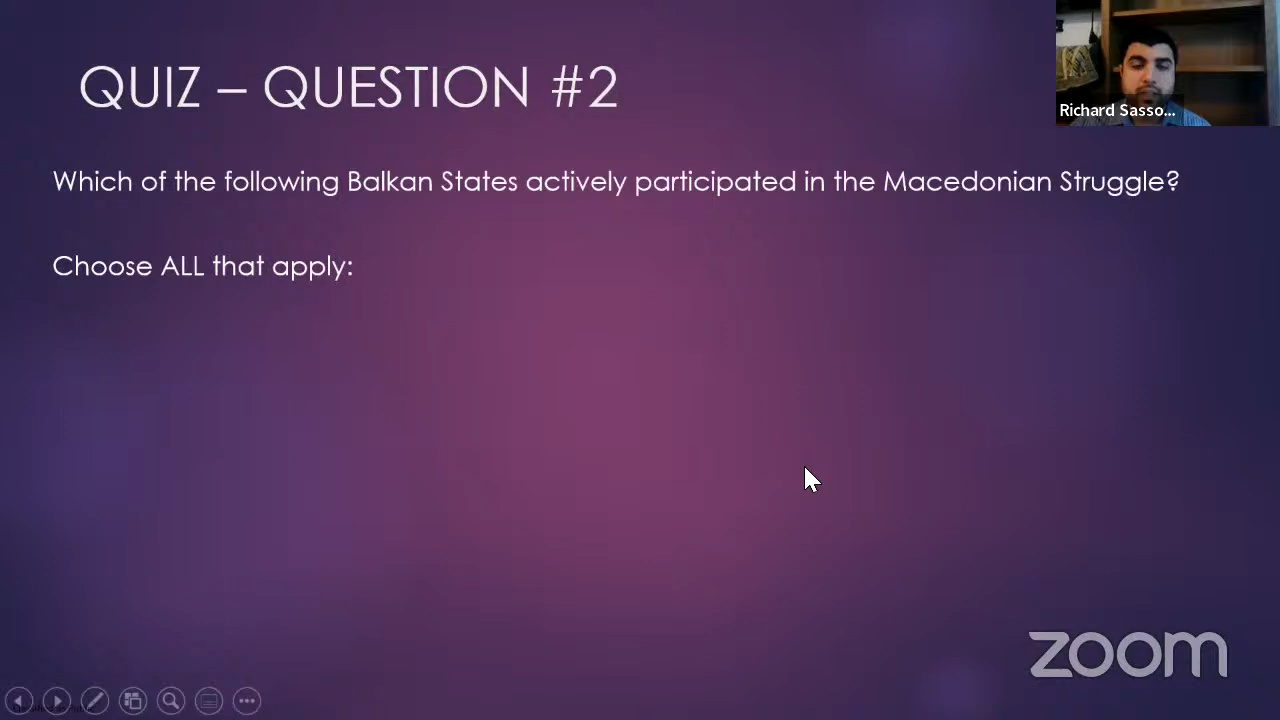 QUIZ – QUESTION #2
Richard Sasso...
Which of the following Balkan States actively participated in the Macedonian Struggle?
Choose ALL that apply:
zoom